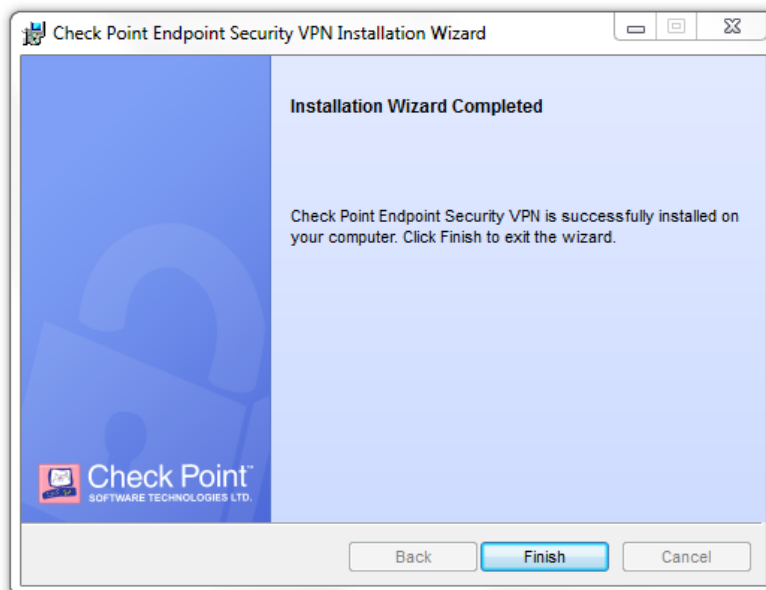 Check Point Endpoint Security VPN Installation Wizard
Installation Wizard Completed
Check Point Endpoint Security VPN is successfully installed on
your computer. Click Finish to exit the wizard.
Check Point™
SOFTWARE TECHNOLOGIES LTD.
Back
Finish
Cancel